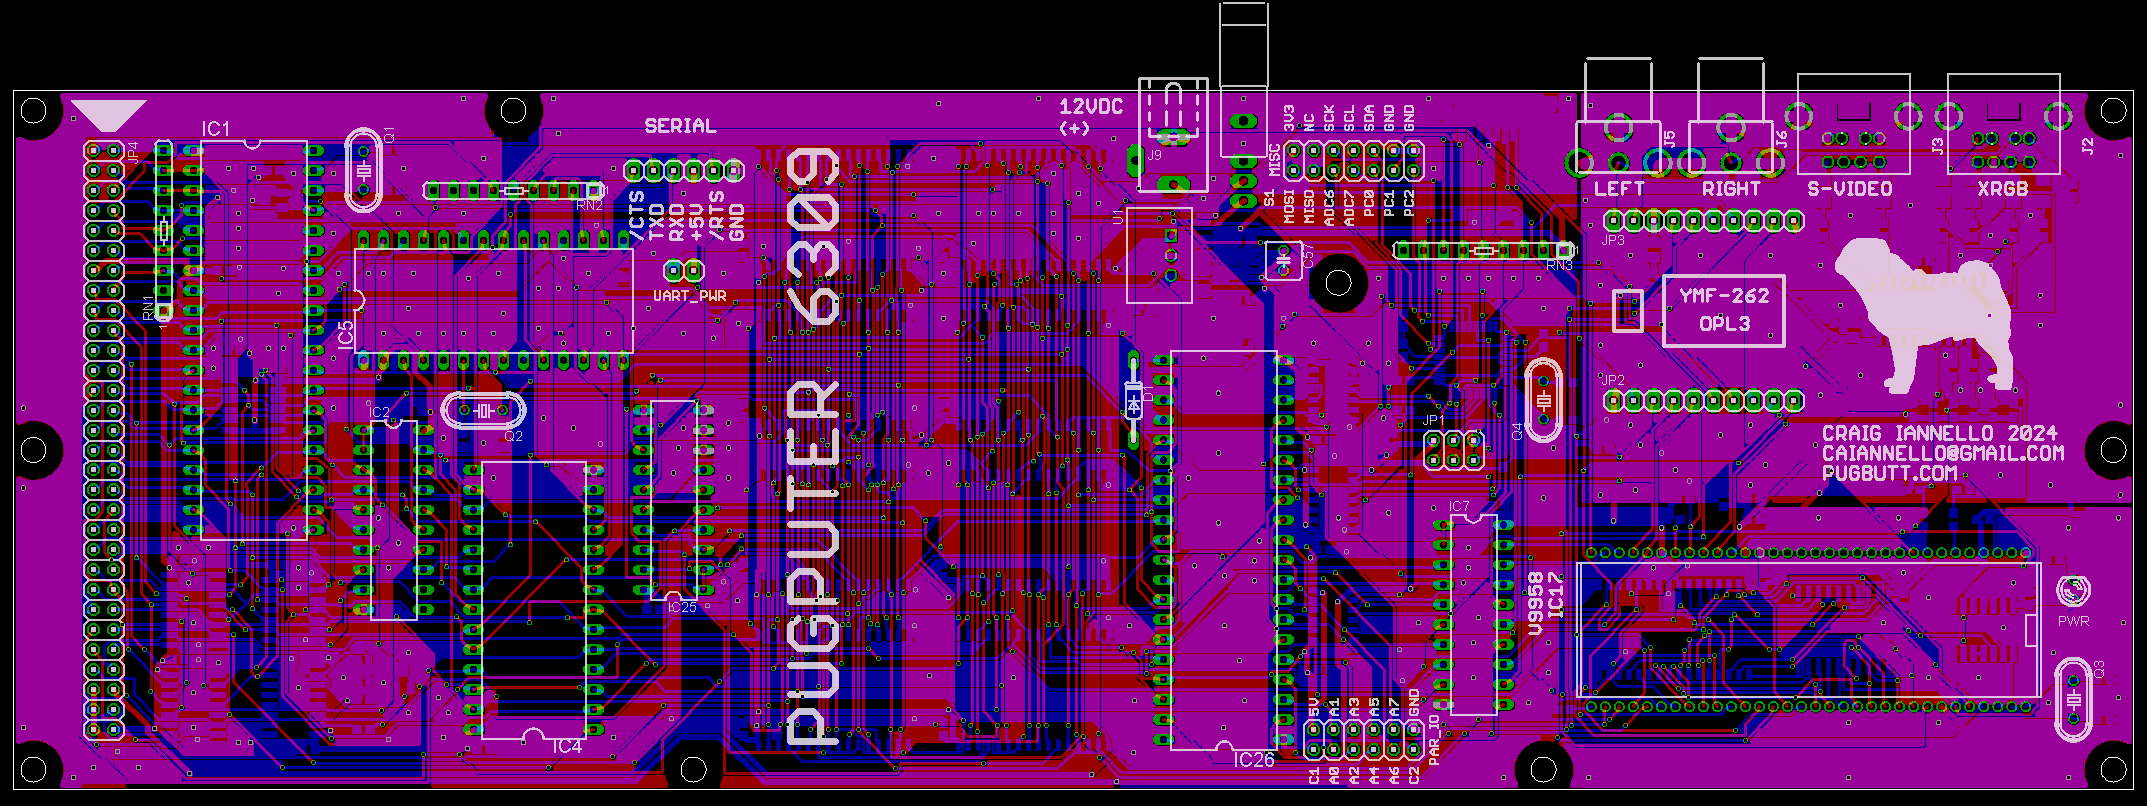 IC1
Q1
JP4
RN1
1
RN2
1
SERIAL
/CTS
TXD
RXD
+5V
/RTS
GND
UART_PWR
IC5
IC2
Q2
IC4
IC25
PUGPUTER 6309
12VDC
(+)
J9
U1
S1
MISC
3V3
NC
SCK
SCL
SDA
GND
GND
MOSI
MISO
ADC6
ADC7
PC0
PC1
PC2
C57
RN3
1
D1
IC26
JP1
Q4
IC7
5V
A1
A3
A5
A7
GND
C1
A0
A2
A4
A6
C2
PAR_IO
J5
J6
J3
J2
LEFT
RIGHT
S-VIDEO
XRGB
JP3
YMF-262
OPL3
JP2
CRAIG IANNELLO 2024
CAIANNELLO@GMAIL.COM
PUGBUTT.COM
V9958
IC17
PWR
Q3